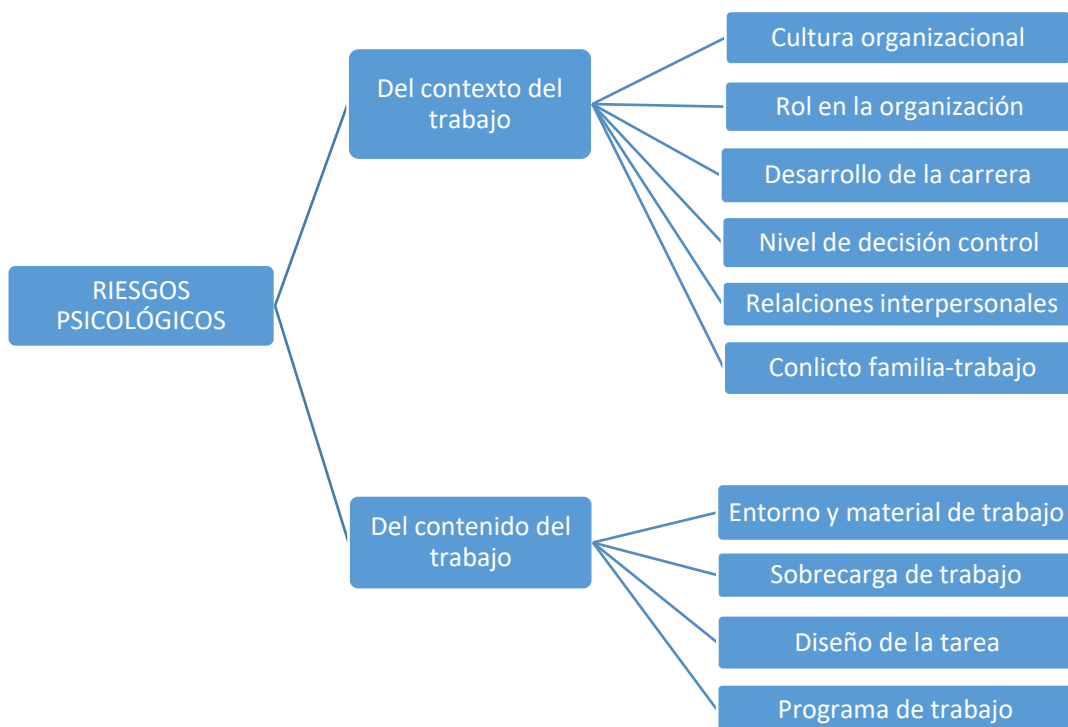 RIESGOS
PSICOLÓGICOS
Del contexto del
trabajo
Cultura organizacional
Rol en la organización
Desarrollo de la carrera
Nivel de decisión control
Relalciones interpersonales
Conlicto familia-trabajo
Del contenido del
trabajo
Entorno y material de trabajo
Sobrecarga de trabajo
Diseño de la tarea
Programa de trabajo